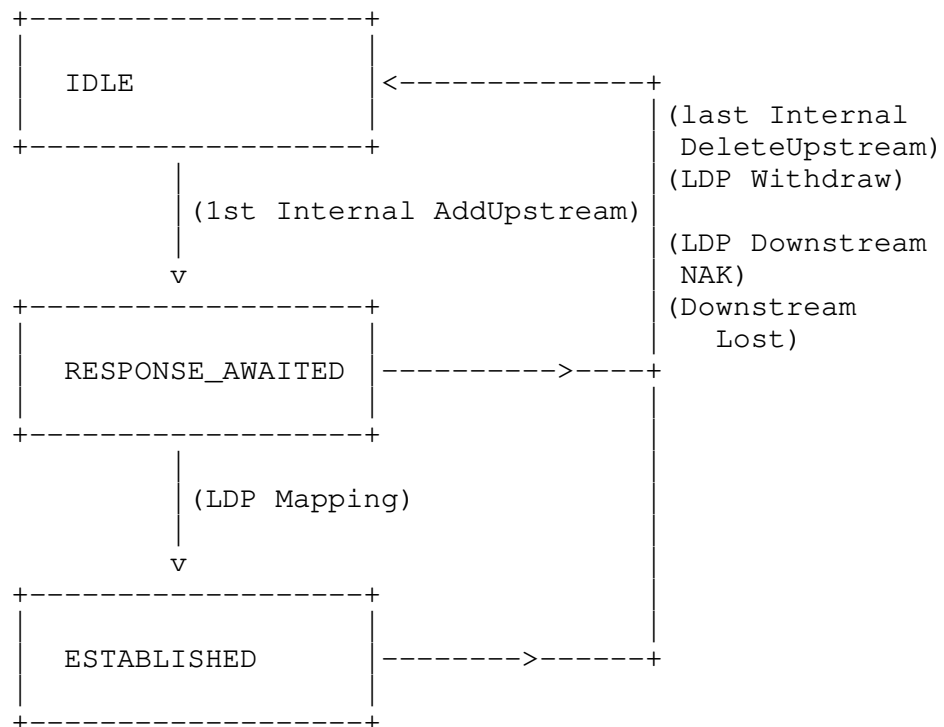 IDLE
(last Internal
DeleteUpstream)
(LDP Withdraw)
(1st Internal AddUpstream)
(LDP Downstream
NAK)
(Downstream
Lost)
RESPONSE_AWAITED
(LDP Mapping)
ESTABLISHED